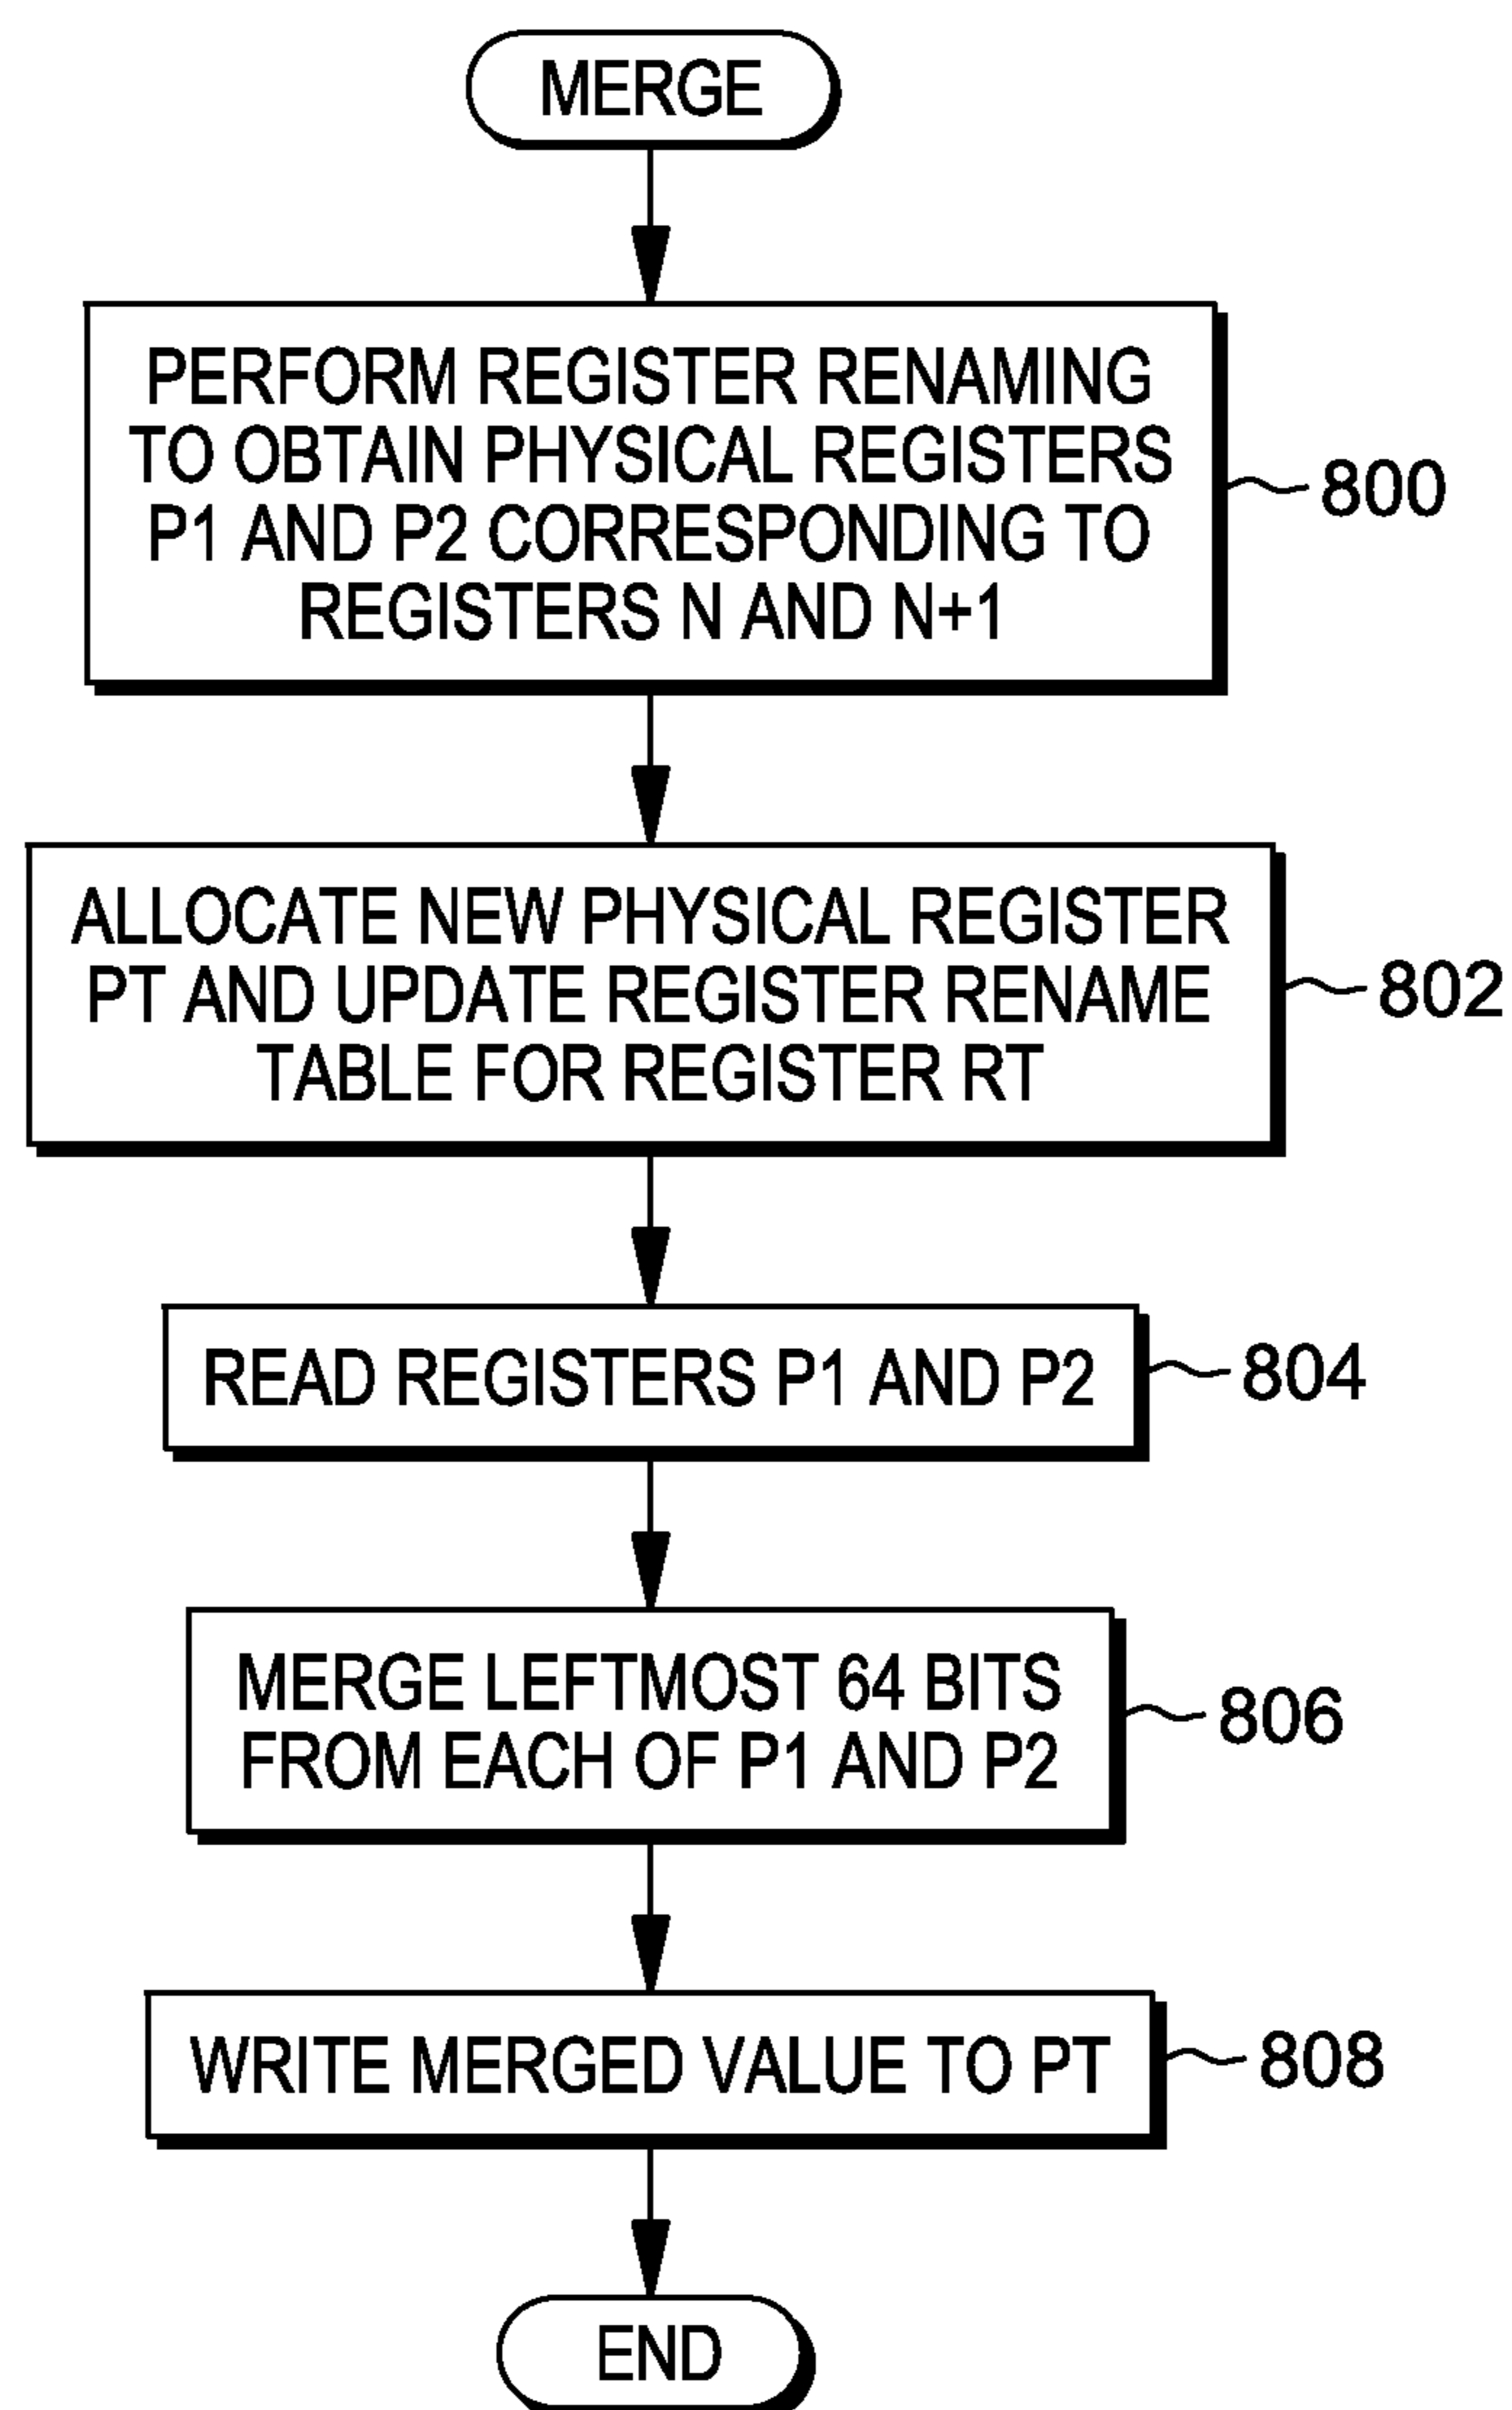 MERGE
PERFORM REGISTER RENAMING
TO OBTAIN PHYSICAL REGISTERS
P1 AND P2 CORRESPONDING TO
REGISTERS N AND N+1
800
ALLOCATE NEW PHYSICAL REGISTER
PT AND UPDATE REGISTER RENAME
TABLE FOR REGISTER RT
802
READ REGISTERS P1 AND P2
804
MERGE LEFTMOST 64 BITS
FROM EACH OF P1 AND P2
806
WRITE MERGED VALUE TO PT
808
END